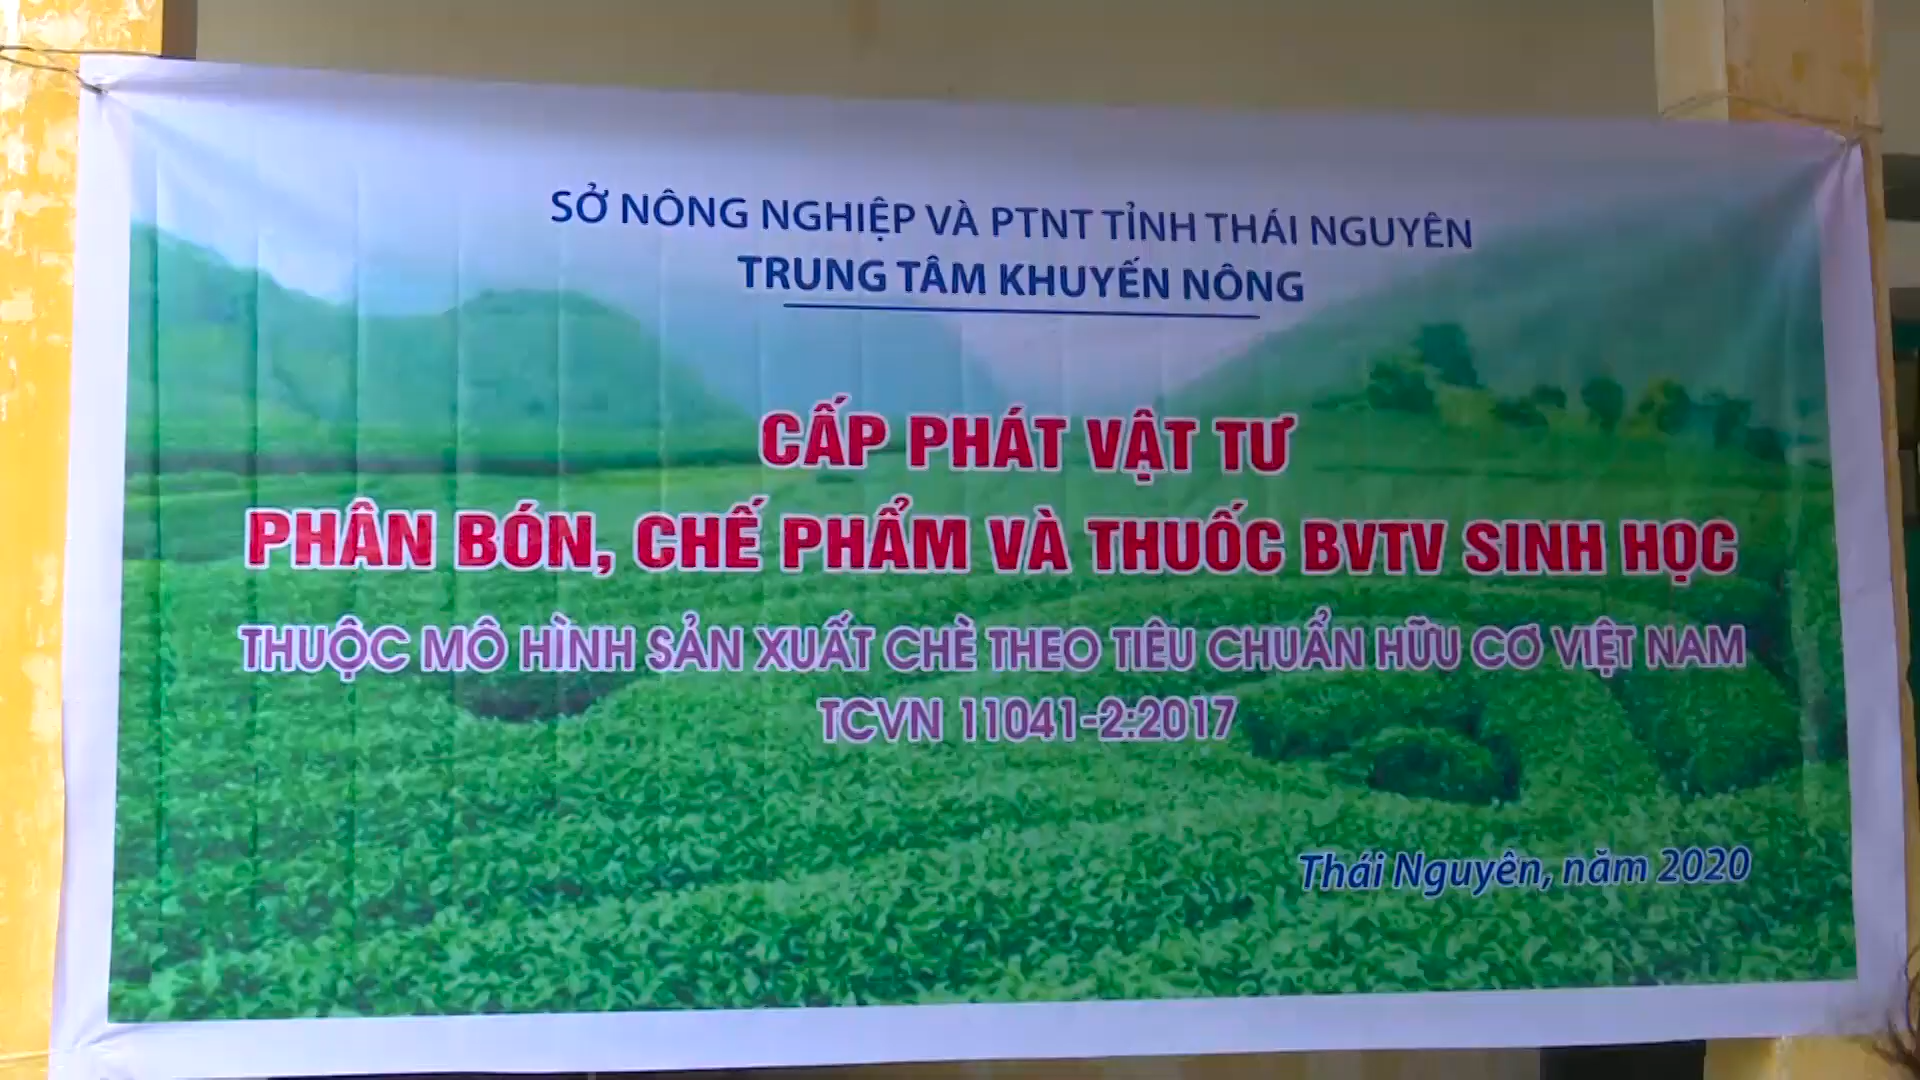 SỞ NÔNG NGHIỆP VÀ PTNT TỈNH THÁI NGUYÊN
TRUNG TÂM KHUYẾN NÔNG
CẤP PHÁT VẬT TƯ
PHÂN BÓN, CHẾ PHẨM VÀ THUỐC BVTV SINH HỌC
THUỘC MÔ HÌNH SẢN XUẤT CHÈ THEO TIÊU CHUẨN HỮU CƠ VIỆT NAM
TCVN 11041-2:2017
Thái Nguyên, năm 2020